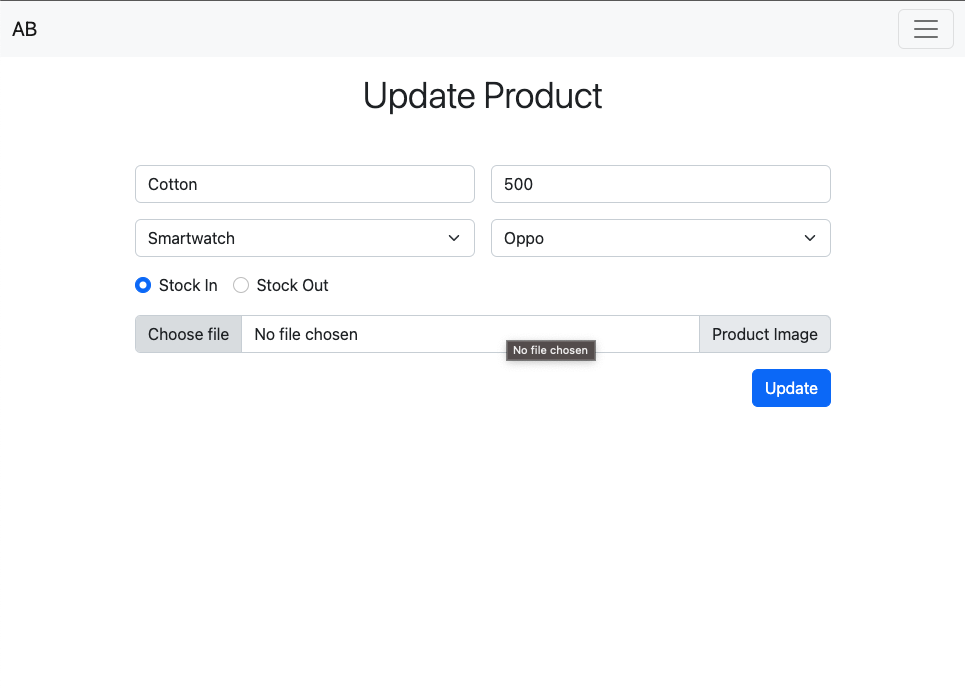 AB
Update Product
Cotton 500
Smartwatch Oppo
Stock In Stock Out
Choose file No file chosen Product Image
No file chosen
Update